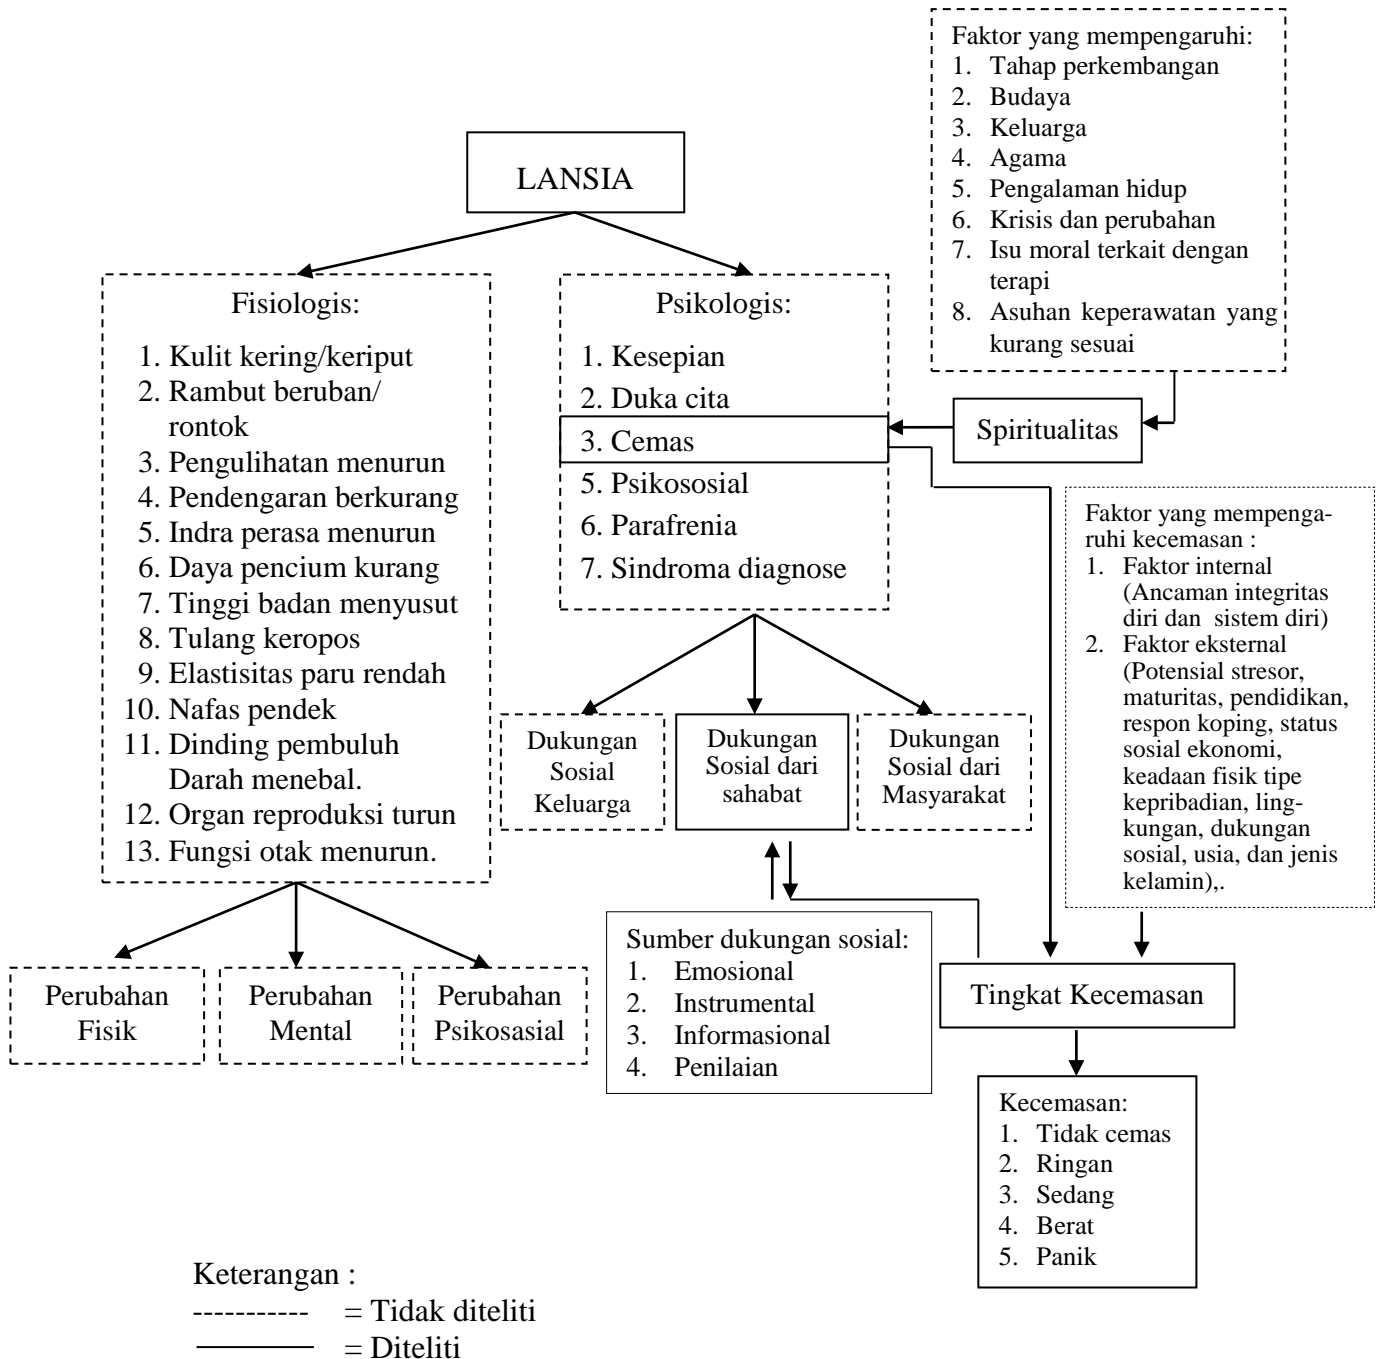 Faktor yang mempengaruhi:
1. Tahap perkembangan
2. Budaya
3. Keluarga
4. Agama
5. Pengalaman hidup
6. Krisis dan perubahan
7. Isu moral terkait dengan
terapi
8. Asuhan keperawatan yang
kurang sesuai
LANSIA
Fisiologis:
1. Kulit kering/keriput
2. Rambut beruban/
rontok
3. Pengulihatan menurun
4. Pendengaran berkurang
5. Indra perasa menurun
6. Daya pencium kurang
7. Tinggi badan menyusut
8. Tulang keropos
9. Elastisitas paru rendah
10. Nafas pendek
11. Dinding pembuluh
Darah menebal.
12. Organ reproduksi turun
13. Fungsi otak menurun.
Psikologis:
1. Kesepian
2. Duka cita
3. Cemas
5. Psikososial
6. Parafrenia
7. Sindroma diagnose
Spiritualitas
Faktor yang mempenga-
ruhi kecemasan :
1. Faktor internal
(Ancaman integritas
diri dan sistem diri)
2. Faktor eksternal
(Potensial stresor,
maturitas, pendidikan,
respon koping, status
sosial ekonomi,
keadaan fisik tipe
kepribadian, ling-
kungan, dukungan
sosial, usia, dan jenis
kelamin),.
Dukungan
Sosial
Keluarga
Dukungan
Sosial dari
sahabat
Dukungan
Sosial dari
Masyarakat
Perubahan
Fisik
Perubahan
Mental
Perubahan
Psikosasial
Sumber dukungan sosial:
1. Emosional
2. Instrumental
3. Informasional
4. Penilaian
Tingkat Kecemasan
Kecemasan:
1. Tidak cemas
2. Ringan
3. Sedang
4. Berat
5. Panik
Keterangan :
----------- = Tidak diteliti
= Diteliti